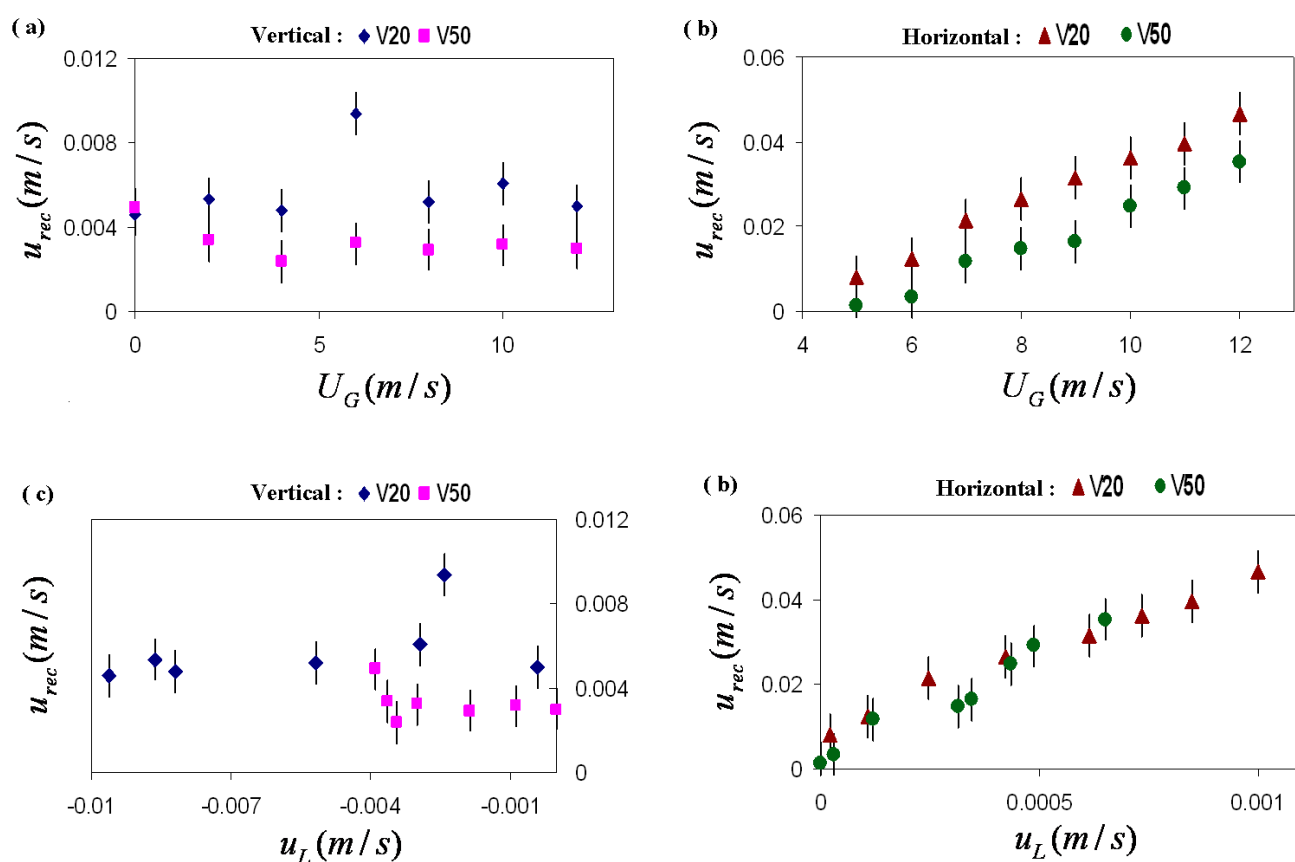 ( a )
Vertical : V20 V50
0.012
0.008
0.004
0
u_rec (m / s)
0 5 10
U_G (m / s)
( b )
Horizontal : V20 V50
0.06
0.04
0.02
0
u_rec (m / s)
4 6 8 10 12
U_G (m / s)
( c )
Vertical : V20 V50
0.012
0.008
0.004
0
u_rec (m / s)
-0.01 -0.007 -0.004 -0.001
u_L (m / s)
( b )
Horizontal : V20 V50
0.06
0.04
0.02
0
u_rec (m / s)
0 0.0005 0.001
u_L (m / s)